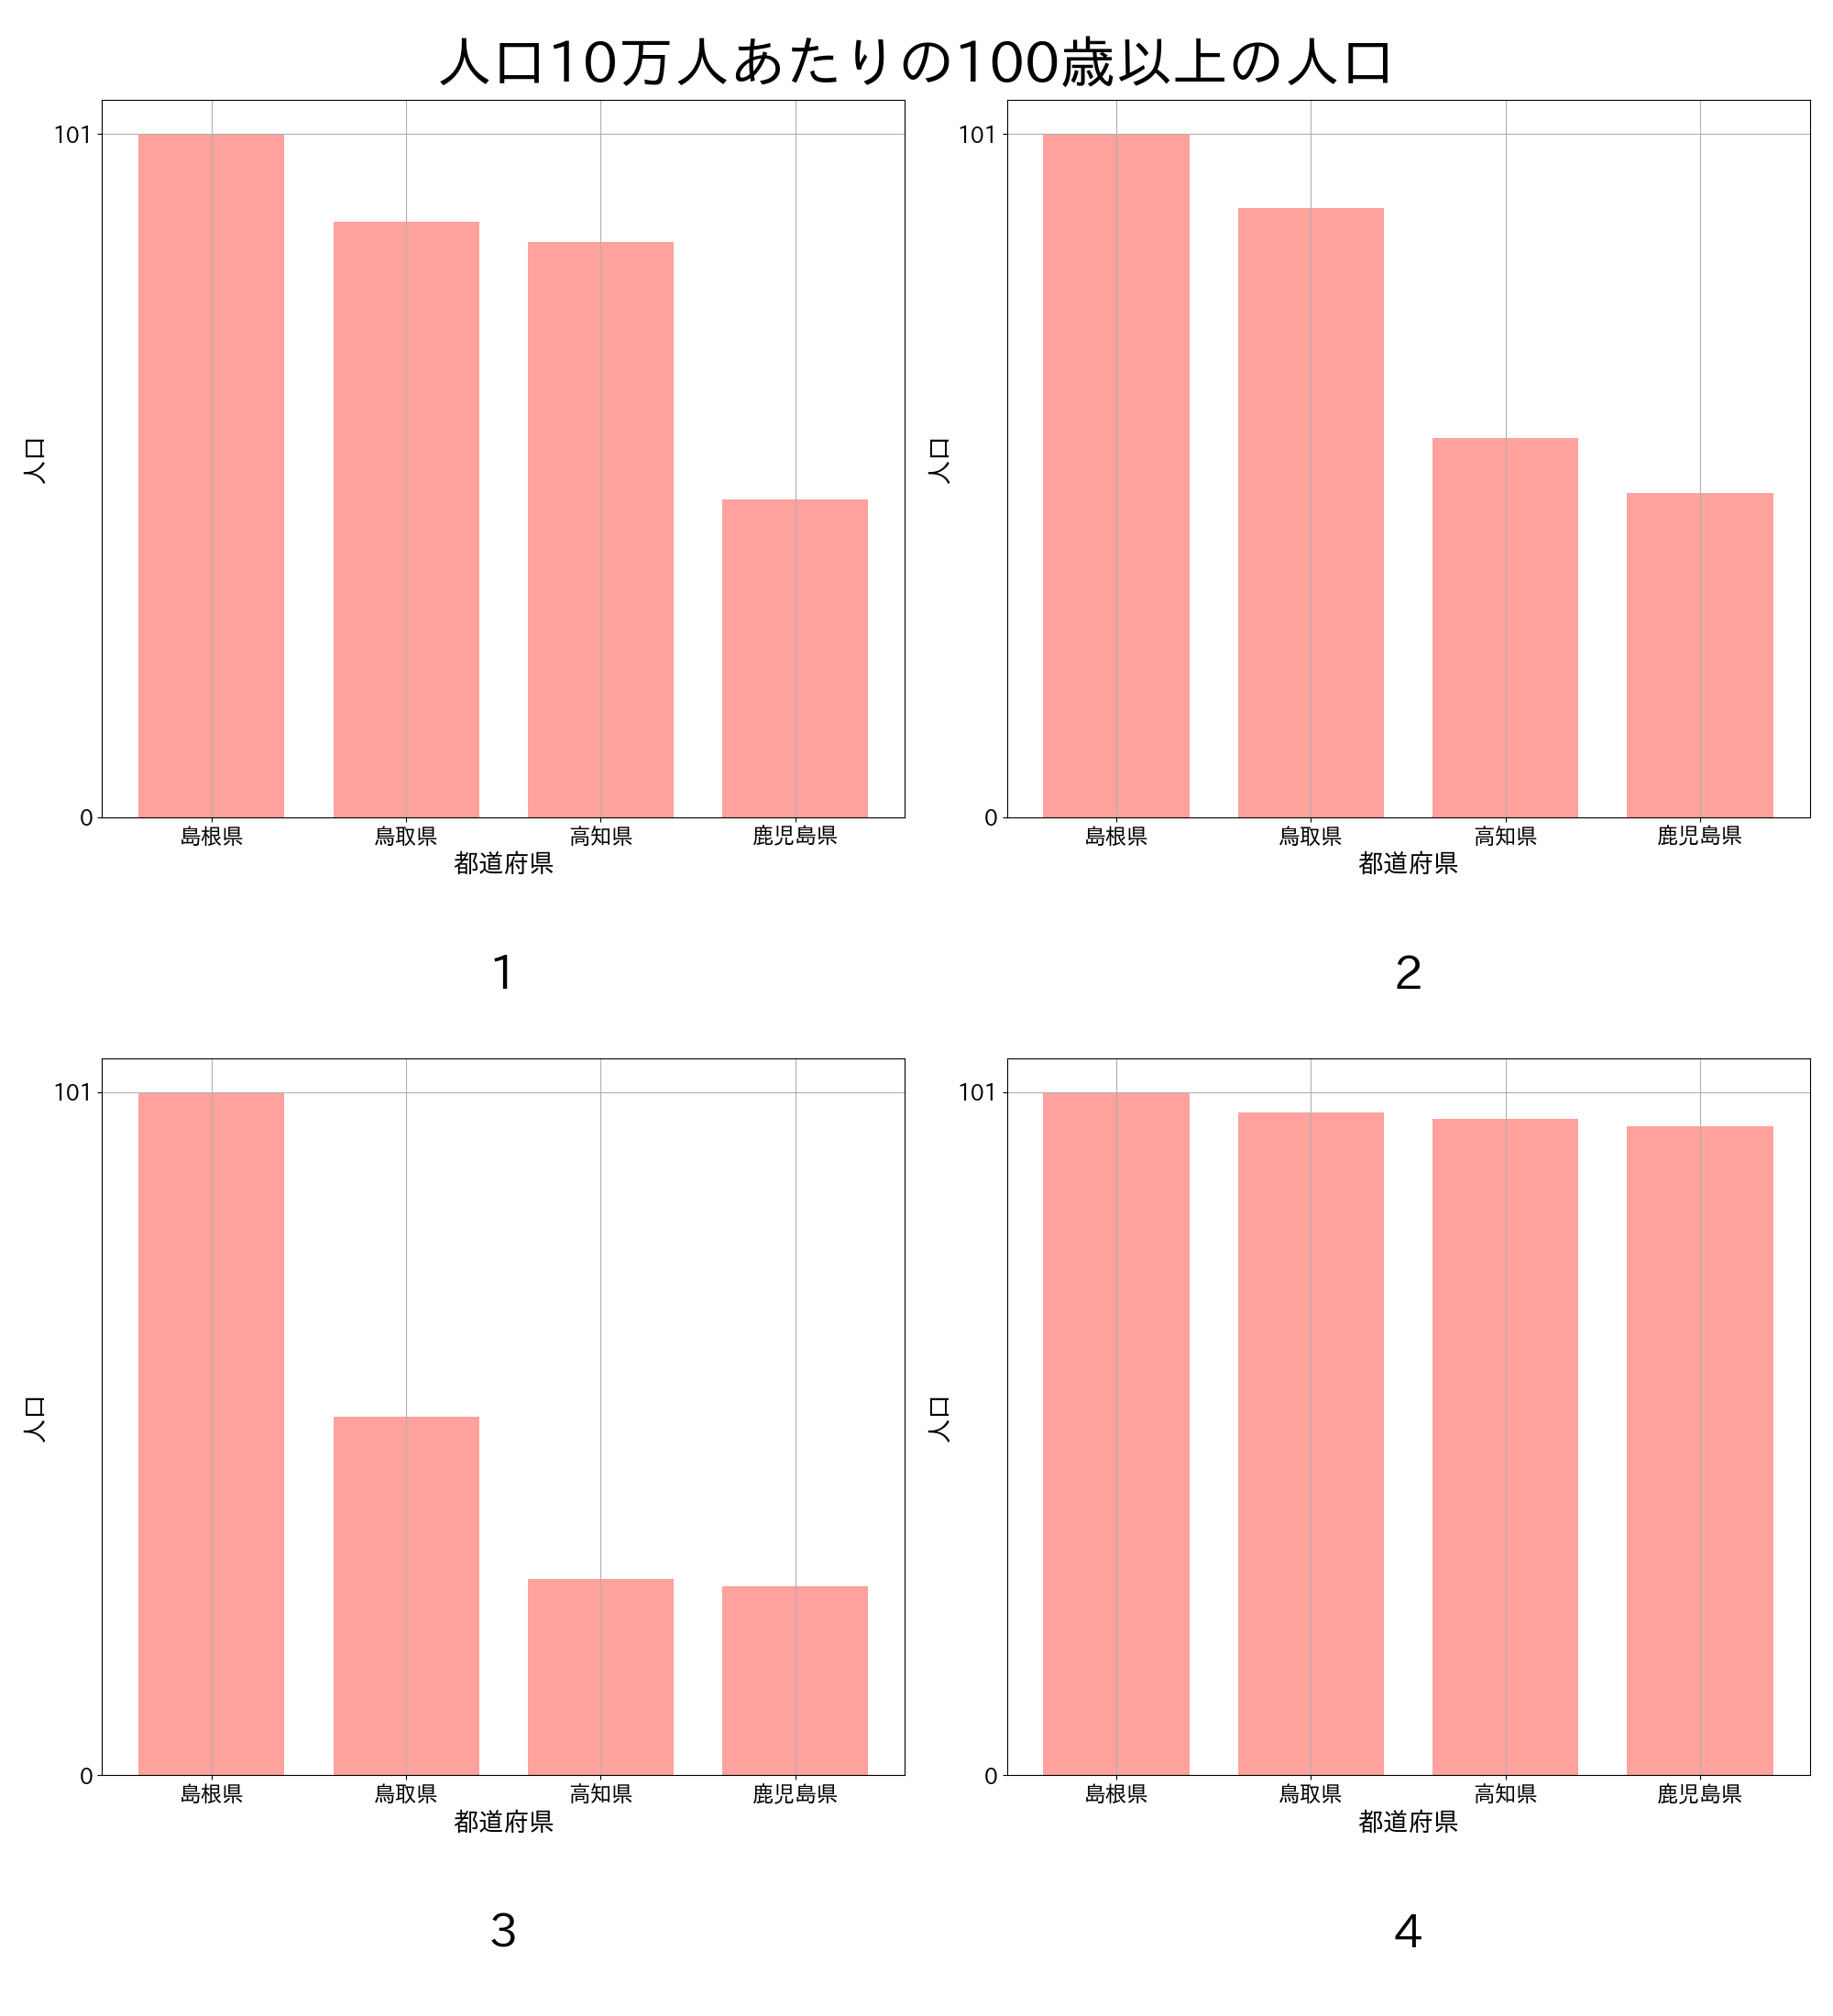 人口10万人あたりの100歳以上の人口
101
0
人口
島根県 鳥取県 高知県 鹿児島県
都道府県
1
101
0
人口
島根県 鳥取県 高知県 鹿児島県
都道府県
2
101
0
人口
島根県 鳥取県 高知県 鹿児島県
都道府県
3
101
0
人口
島根県 鳥取県 高知県 鹿児島県
都道府県
4